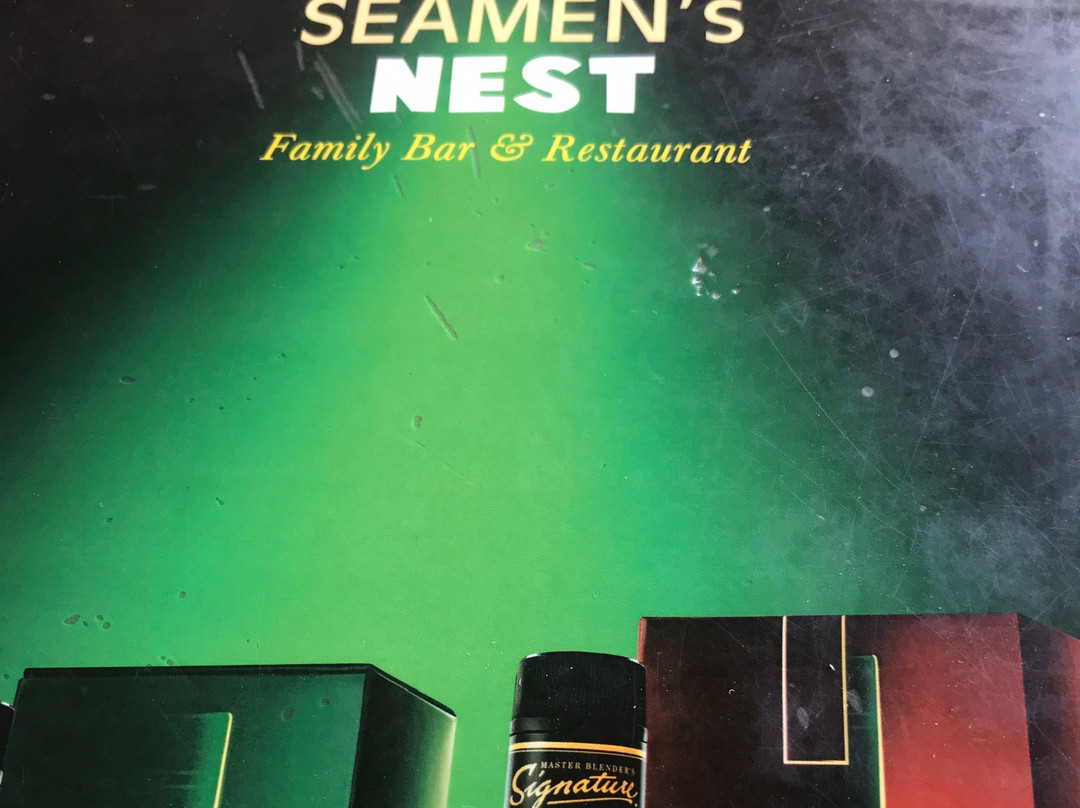 SEAMEN's
NEST
Family Bar & Restaurant
MASTER BLENDER'S
Signature